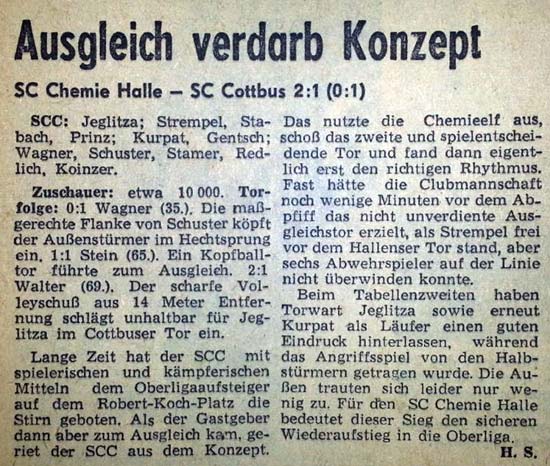 Ausgleich verdarb Konzept
SC Chemie Halle – SC Cottbus 2:1 (0:1)
SCC: Jeglitza; Strempel, Sta-
bach, Prinz; Kurpat, Gentsch;
Wagner, Schuster, Stamer, Red-
lich, Koinzer.
Zuschauer: etwa 10 000. Tor-
folge: 0:1 Wagner (35.). Die maß-
gerechte Flanke von Schuster köpft
der Außenstürmer im Hechtsprung
ein. 1:1 Stein (65.). Ein Kopfball-
tor führte zum Ausgleich. 2:1
Walter (69.). Der scharfe Vol-
leyschuß aus 14 Meter Entfer-
nung schlägt unhaltbar für Jeg-
litza im Cottbuser Tor ein.
Lange Zeit hat der SCC mit
spielerischen und kämpferischen
Mitteln dem Oberligaaufsteiger
auf dem Robert-Koch-Platz die
Stirn geboten. Als der Gastgeber
dann aber zum Ausgleich kam, ge-
riet der SCC aus dem Konzept.
Das nutzte die Chemieelf aus,
schoß das zweite und spielentschei-
dende Tor und fand dann eigent-
lich erst den richtigen Rhythmus.
Fast hätte die Clubmannschaft
noch wenige Minuten vor dem Ab-
pfiff das nicht unverdiente Aus-
gleichstor erzielt, als Strempel frei
vor dem Hallenser Tor stand, aber
sechs Abwehrspieler auf der Linie
nicht überwinden konnte.
Beim Tabellenzweiten haben
Torwart Jeglitza sowie erneut
Kurpat als Läufer einen guten
Eindruck hinterlassen, während
das Angriffsspiel von den Halb-
stürmern getragen wurde. Die Au-
ßen trauten sich leider nur we-
nig zu. Für den SC Chemie Halle
bedeutet dieser Sieg den sicheren
Wiederaufstieg in die Oberliga.
H. S.